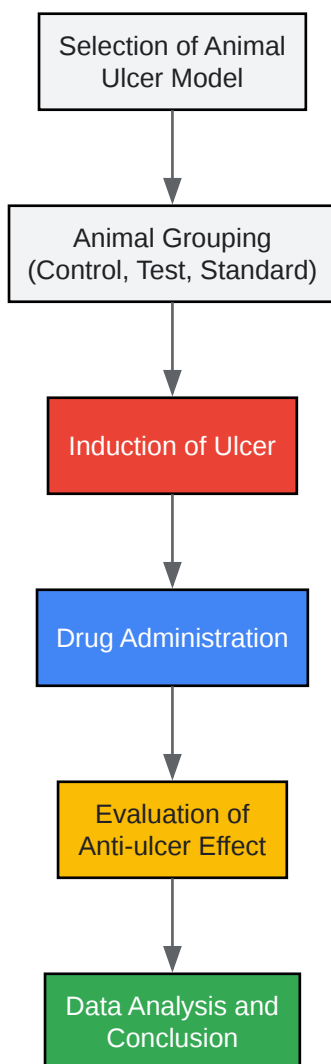 Selection of Animal
Ulcer Model
Animal Grouping
(Control, Test, Standard)
Induction of Ulcer
Drug Administration
Evaluation of
Anti-ulcer Effect
Data Analysis and
Conclusion